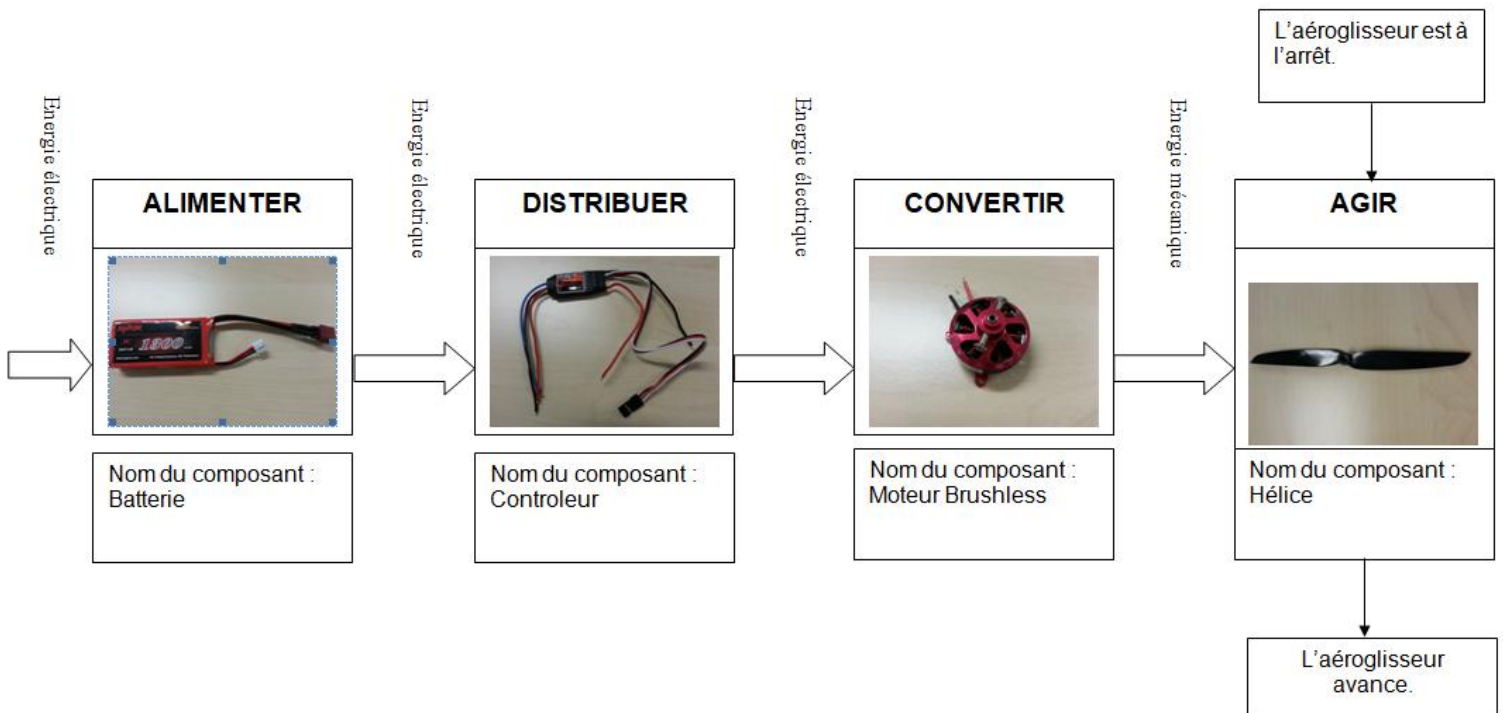 L'aéroglisseur est à
l'arrêt.
Energie électrique
Energie électrique
Energie électrique
Energie mécanique
ALIMENTER
DISTRIBUER
CONVERTIR
AGIR
1300
Nom du composant :
Batterie
Nom du composant :
Controleur
Nom du composant :
Moteur Brushless
Nom du composant :
Hélice
L'aéroglisseur
avance.